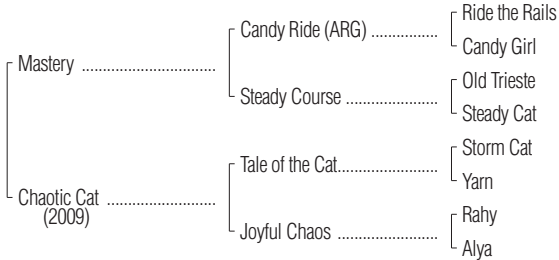 Ride the Rails
Candy Ride (ARG) ................
Candy Girl
Mastery ...............................
Old Trieste
Steady Course ......................
Steady Cat
Storm Cat
Tale of the Cat........................
Yarn
Chaotic Cat .........................
(2009)
Rahy
Joyful Chaos ........................
Alya